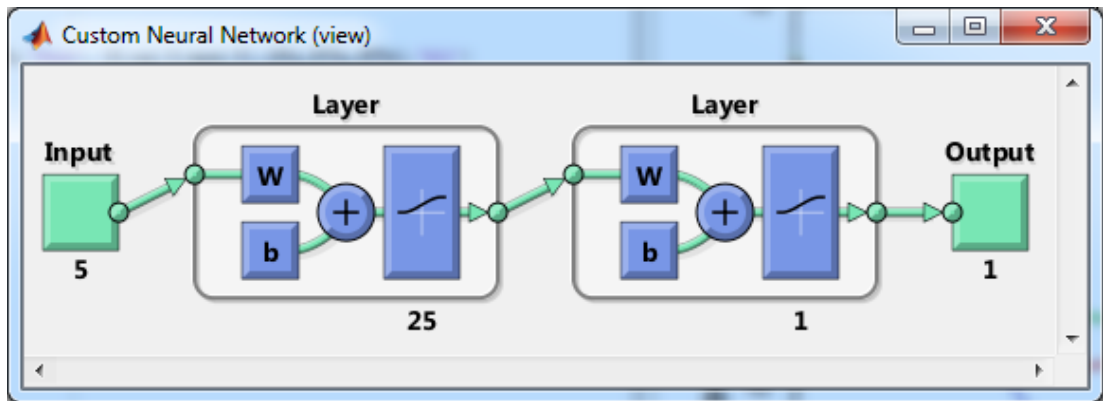 Custom Neural Network (view)
Layer Layer
Input Output
W W
b b
5 1
25 1